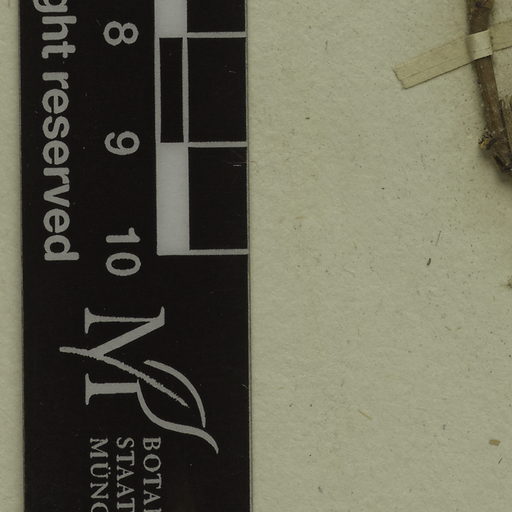 ght reserved
8
9
10
M
BOTA
STAAT
MÜNC